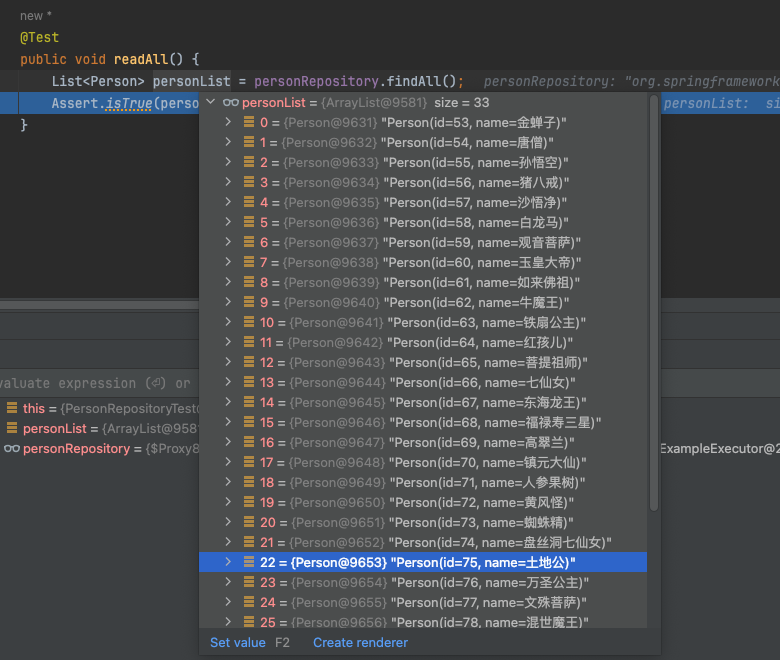 new *
@Test
public void readAll() {
List<Person> personList = personRepository.findAll(); personRepository: "org.springframework
Assert.isTrue(perso personList: si
personList = {ArrayList@9581} size = 33
0 = {Person@9631} "Person(id=53, name=金蝉子)"
1 = {Person@9632} "Person(id=54, name=唐僧)"
2 = {Person@9633} "Person(id=55, name=孙悟空)"
3 = {Person@9634} "Person(id=56, name=猪八戒)"
4 = {Person@9635} "Person(id=57, name=沙悟净)"
5 = {Person@9636} "Person(id=58, name=白龙马)"
6 = {Person@9637} "Person(id=59, name=观音菩萨)"
7 = {Person@9638} "Person(id=60, name=玉皇大帝)"
8 = {Person@9639} "Person(id=61, name=如来佛祖)"
9 = {Person@9640} "Person(id=62, name=牛魔王)"
10 = {Person@9641} "Person(id=63, name=铁扇公主)"
11 = {Person@9642} "Person(id=64, name=红孩儿)"
12 = {Person@9643} "Person(id=65, name=菩提祖师)"
13 = {Person@9644} "Person(id=66, name=七仙女)"
14 = {Person@9645} "Person(id=67, name=东海龙王)"
15 = {Person@9646} "Person(id=68, name=福禄寿三星)"
16 = {Person@9647} "Person(id=69, name=高翠兰)"
17 = {Person@9648} "Person(id=70, name=镇元大仙)"
18 = {Person@9649} "Person(id=71, name=人参果树)"
19 = {Person@9650} "Person(id=72, name=黄风怪)"
20 = {Person@9651} "Person(id=73, name=蜘蛛精)"
21 = {Person@9652} "Person(id=74, name=盘丝洞七仙女)"
22 = {Person@9653} "Person(id=75, name=土地公)"
23 = {Person@9654} "Person(id=76, name=万圣公主)"
24 = {Person@9655} "Person(id=77, name=文殊菩萨)"
25 = {Person@9656} "Person(id=78, name=混世魔王)"
Set value F2 Create renderer
}
valuate expression (⏎) or
this = {PersonRepositoryTest@
personList = {ArrayList@9581
personRepository = {$Proxy8 ExampleExecutor@2